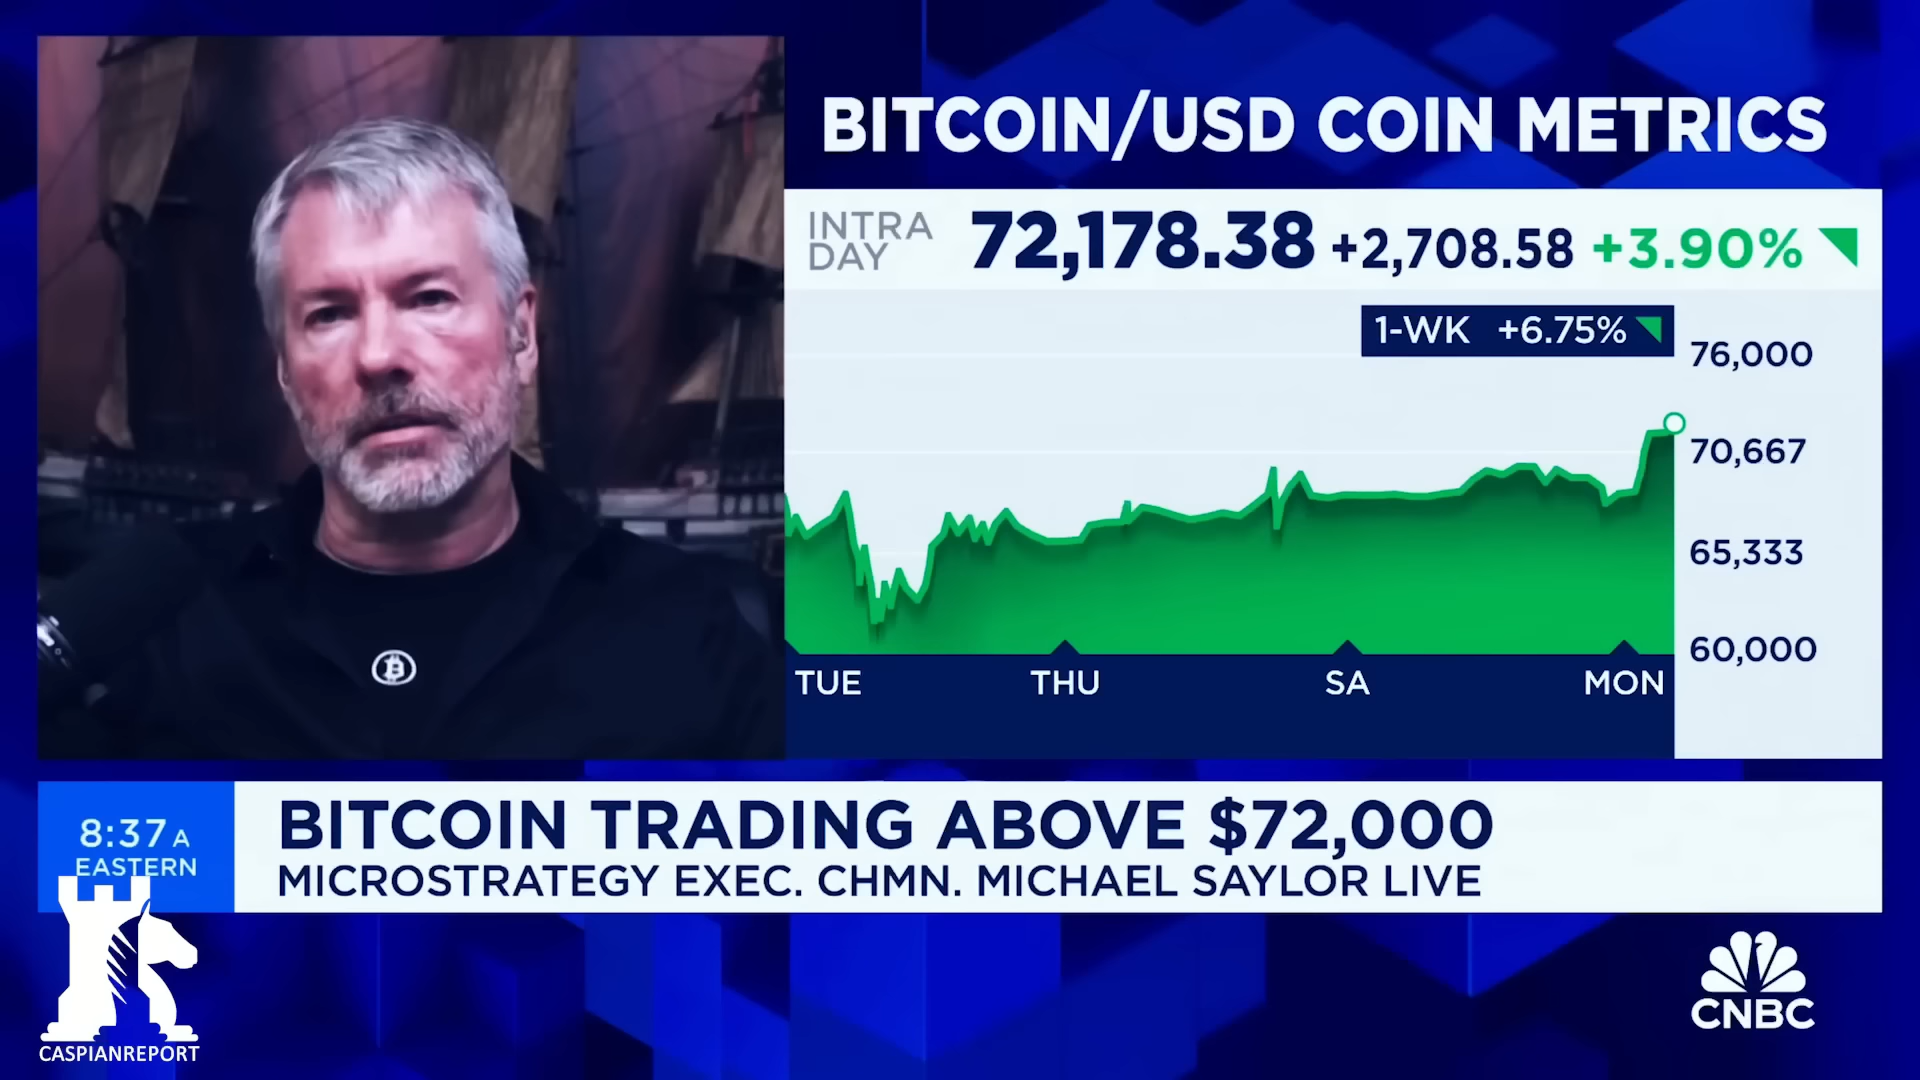 BITCOIN/USD COIN METRICS
INTRA
DAY
72,178.38 +2,708.58 +3.90%
1-WK +6.75%
76,000
70,667
65,333
60,000
TUE THU SA MON
8:37 A
EASTERN
BITCOIN TRADING ABOVE $72,000
MICROSTRATEGY EXEC. CHMN. MICHAEL SAYLOR LIVE
CASPIANREPORT
CNBC